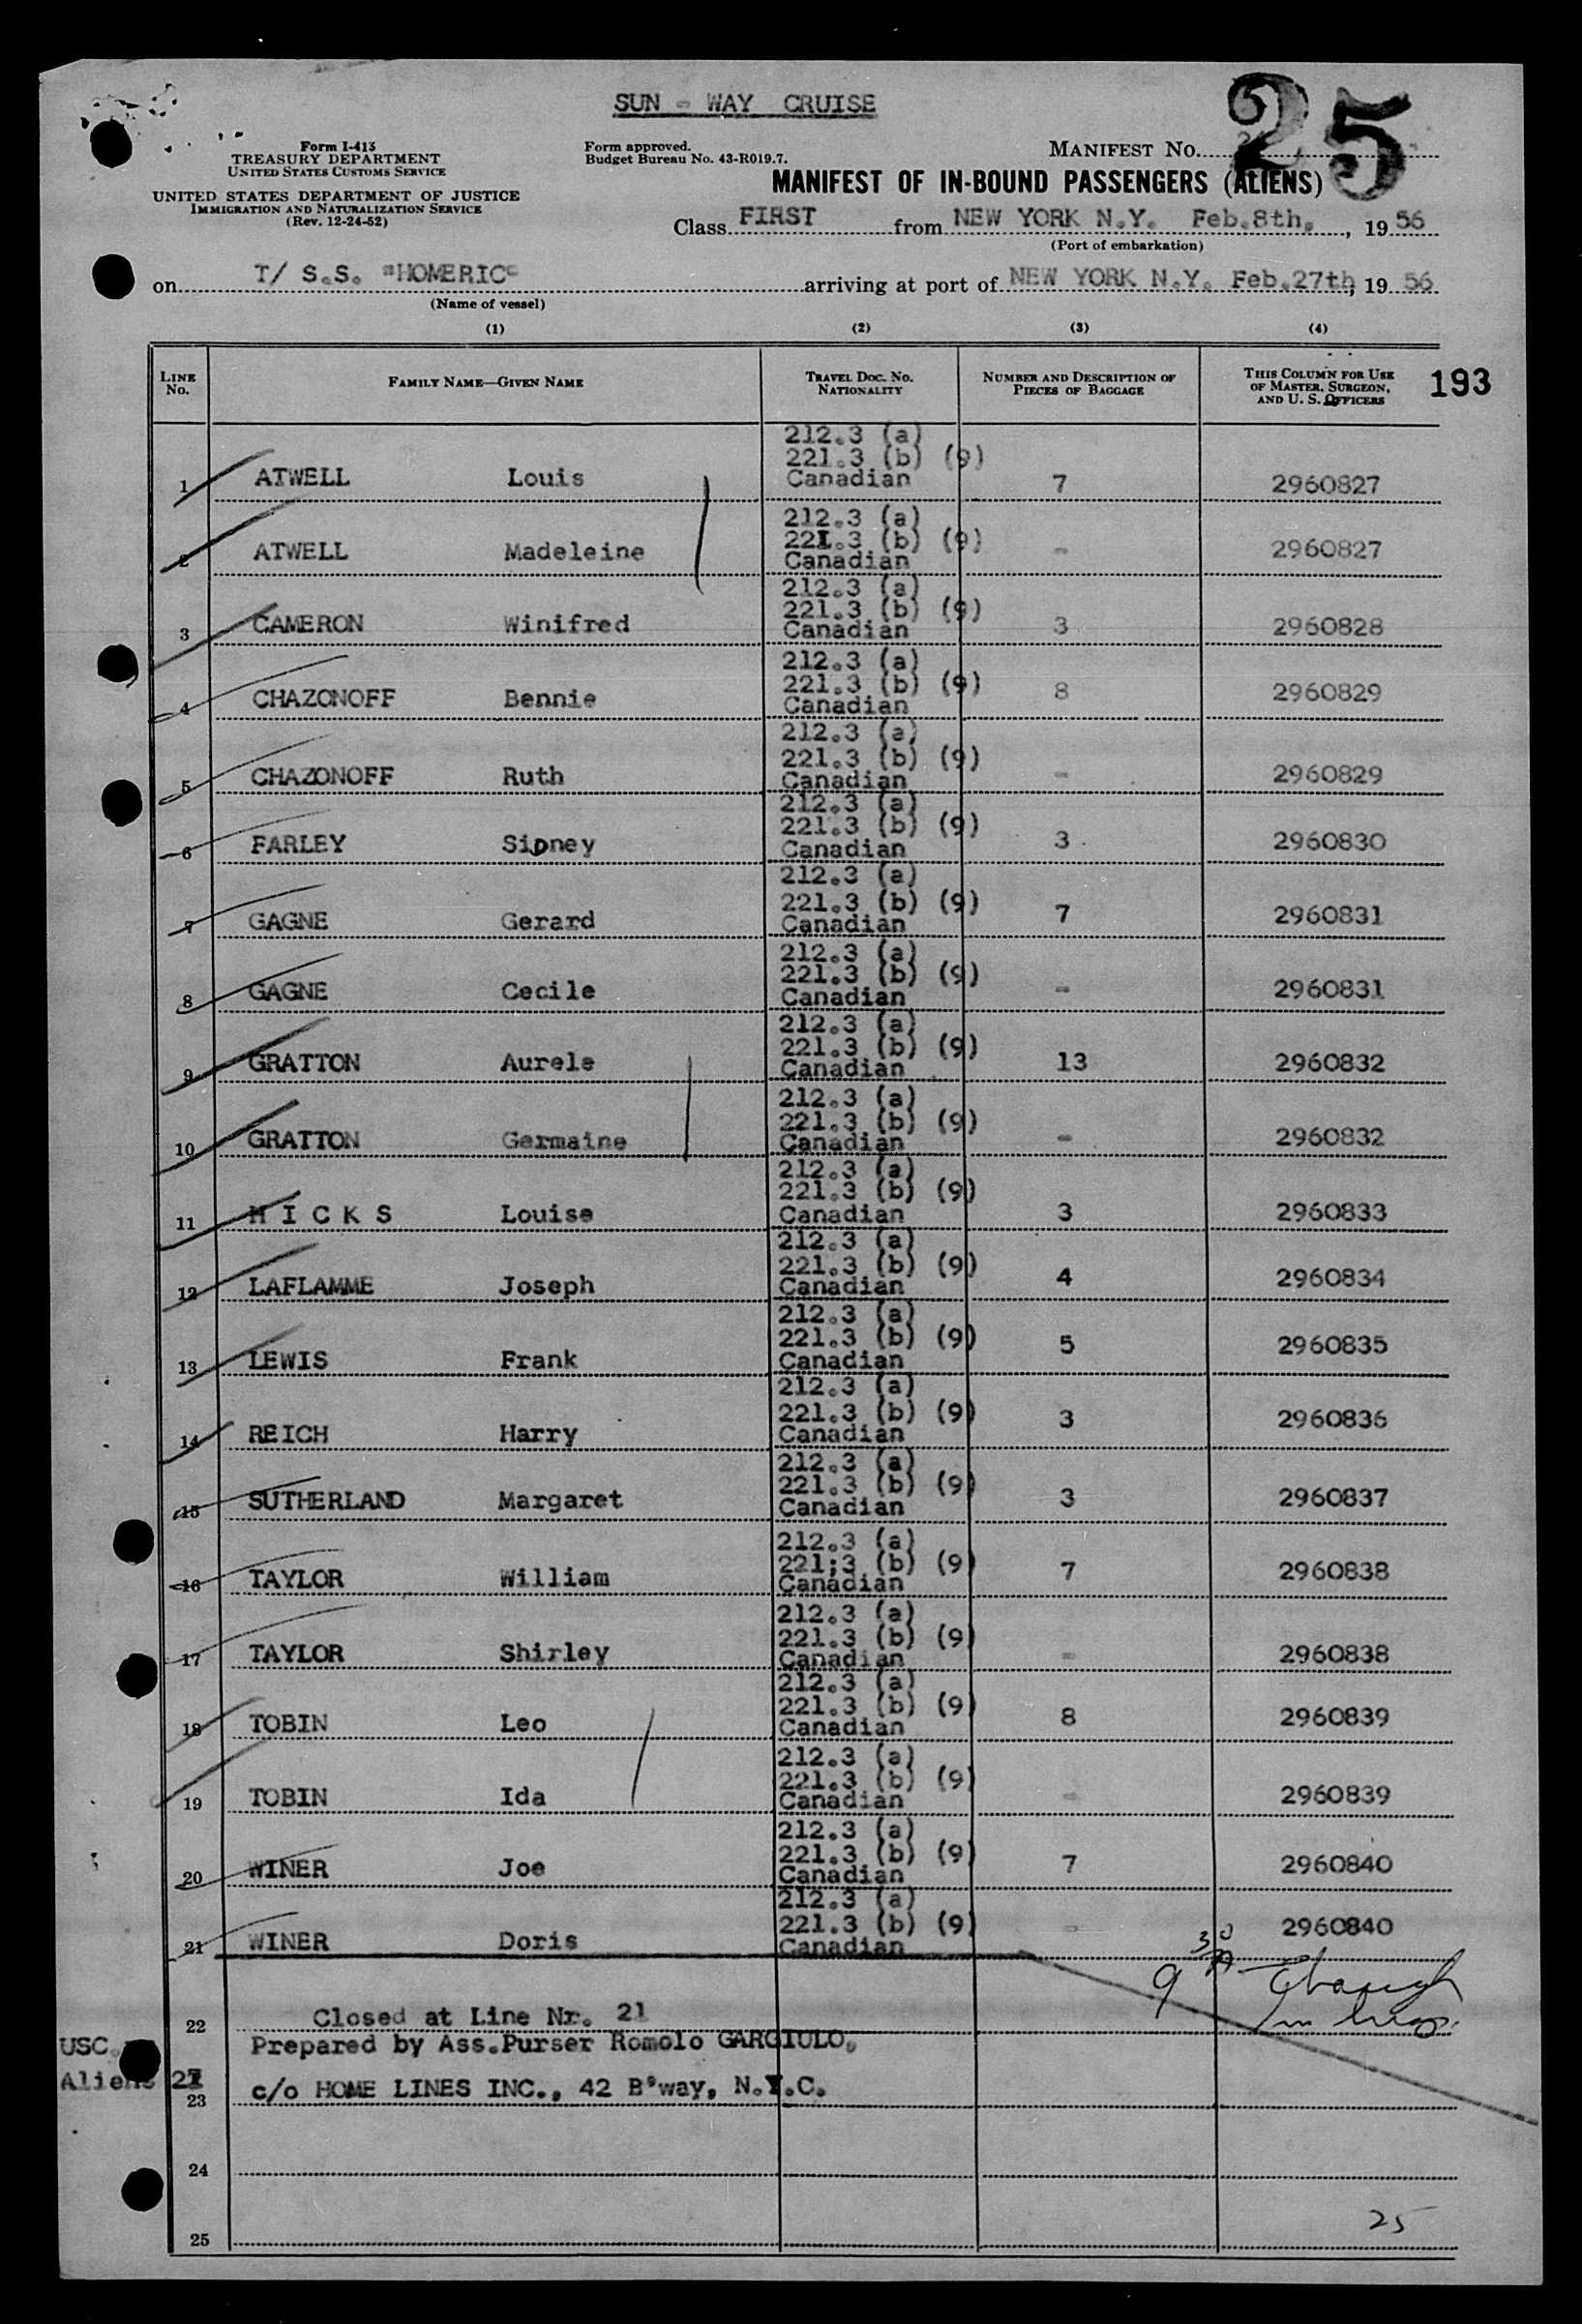 SUN - WAY CRUISE
25
Form I-415
TREASURY DEPARTMENT
UNITED STATES CUSTOMS SERVICE
UNITED STATES DEPARTMENT OF JUSTICE
IMMIGRATION AND NATURALIZATION SERVICE
(Rev. 12-24-52)
Form approved.
Budget Bureau No. 43-R019.7.
MANIFEST NO.
MANIFEST OF IN-BOUND PASSENGERS (ALIENS)
Class FIRST from NEW YORK N.Y. Feb.8th. , 19 56
(Port of embarkation)
on T/ S.S. "HOMERIC" arriving at port of NEW YORK N.Y. Feb.27th, 19 56
(Name of vessel)
(1) (2) (3) (4)
LINE No. FAMILY NAME—GIVEN NAME TRAVEL DOC. NO. NATIONALITY NUMBER AND DESCRIPTION OF PIECES OF BAGGAGE THIS COLUMN FOR USE OF MASTER, SURGEON, AND U. S. OFFICERS 193
212.3 (a)
221.3 (b) (9)
1 ATWELL Louis Canadian 7 2960827
212.3 (a)
221.3 (b) (9)
2 ATWELL Madeleine Canadian - 2960827
212.3 (a)
221.3 (b) (9)
3 CAMERON Winifred Canadian 3 2960828
212.3 (a)
221.3 (b) (9)
4 CHAZONOFF Bennie Canadian 8 2960829
212.3 (a)
221.3 (b) (9)
5 CHAZONOFF Ruth Canadian - 2960829
212.3 (a)
221.3 (b) (9)
6 FARLEY Sidney Canadian 3 2960830
212.3 (a)
221.3 (b) (9)
7 GAGNE Gerard Canadian 7 2960831
212.3 (a)
221.3 (b) (9)
8 GAGNE Cecile Canadian - 2960831
212.3 (a)
221.3 (b) (9)
9 GRATTON Aurele Canadian 13 2960832
212.3 (a)
221.3 (b) (9)
10 GRATTON Germaine Canadian - 2960832
212.3 (a)
221.3 (b) (9)
11 H I C K S Louise Canadian 3 2960833
212.3 (a)
221.3 (b) (9)
12 LAFLAMME Joseph Canadian 4 2960834
212.3 (a)
221.3 (b) (9)
13 LEWIS Frank Canadian 5 2960835
212.3 (a)
221.3 (b) (9)
14 REICH Harry Canadian 3 2960836
212.3 (a)
221.3 (b) (9)
15 SUTHERLAND Margaret Canadian 3 2960837
212.3 (a)
221;3 (b) (9)
16 TAYLOR William Canadian 7 2960838
212.3 (a)
221.3 (b) (9)
17 TAYLOR Shirley Canadian - 2960838
212.3 (a)
221.3 (b) (9)
18 TOBIN Leo Canadian 8 2960839
212.3 (a)
221.3 (b) (9)
19 TOBIN Ida Canadian - 2960839
212.3 (a)
221.3 (b) (9)
20 WINER Joe Canadian 7 2960840
212.3 (a)
221.3 (b) (9)
21 WINER Doris Canadian - 2960840
22 Closed at Line Nr. 21
USC. Prepared by Ass.Purser Romolo GARGIULO,
Aliens 21
23 c/o HOME LINES INC., 42 B'way, N.Y.C.
24
25
25